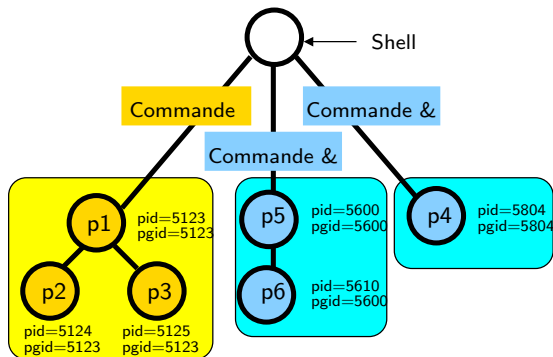 Shell
Commande
Commande &
Commande &
p1
pid=5123
pgid=5123
p5
pid=5600
pgid=5600
p4
pid=5804
pgid=5804
p2
p3
p6
pid=5610
pgid=5600
pid=5124
pgid=5123
pid=5125
pgid=5123